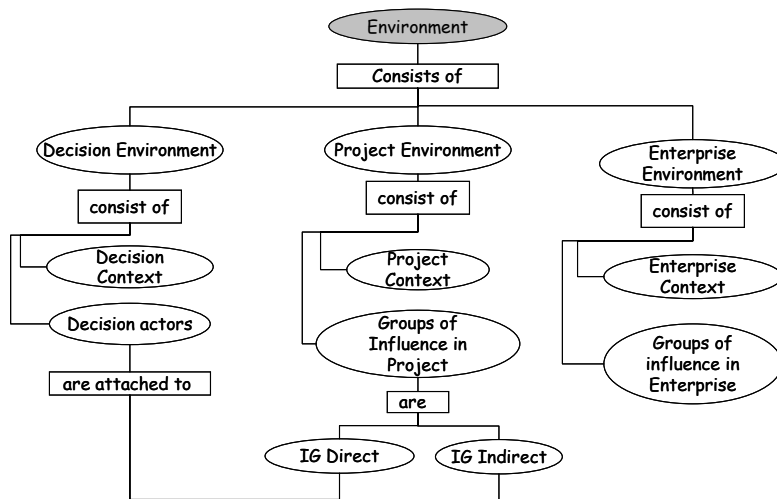 Environment
Consists of
Decision Environment
Project Environment
Enterprise
Environment
consist of
consist of
consist of
Decision
Context
Project
Context
Enterprise
Context
Decision actors
Groups of
Influence in
Project
Groups of
influence in
Enterprise
are attached to
are
IG Direct
IG Indirect